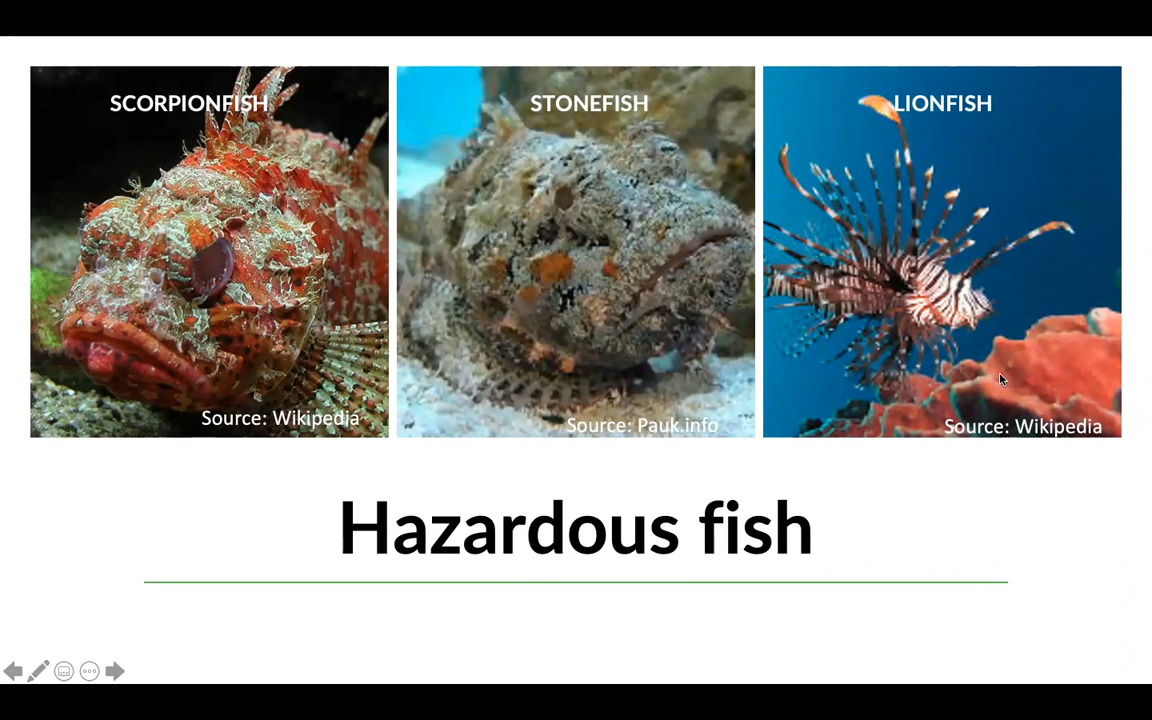 SCORPIONFISH
STONEFISH
LIONFISH
Source: Wikipedia
Source: Pauk.info
Source: Wikipedia
Hazardous fish